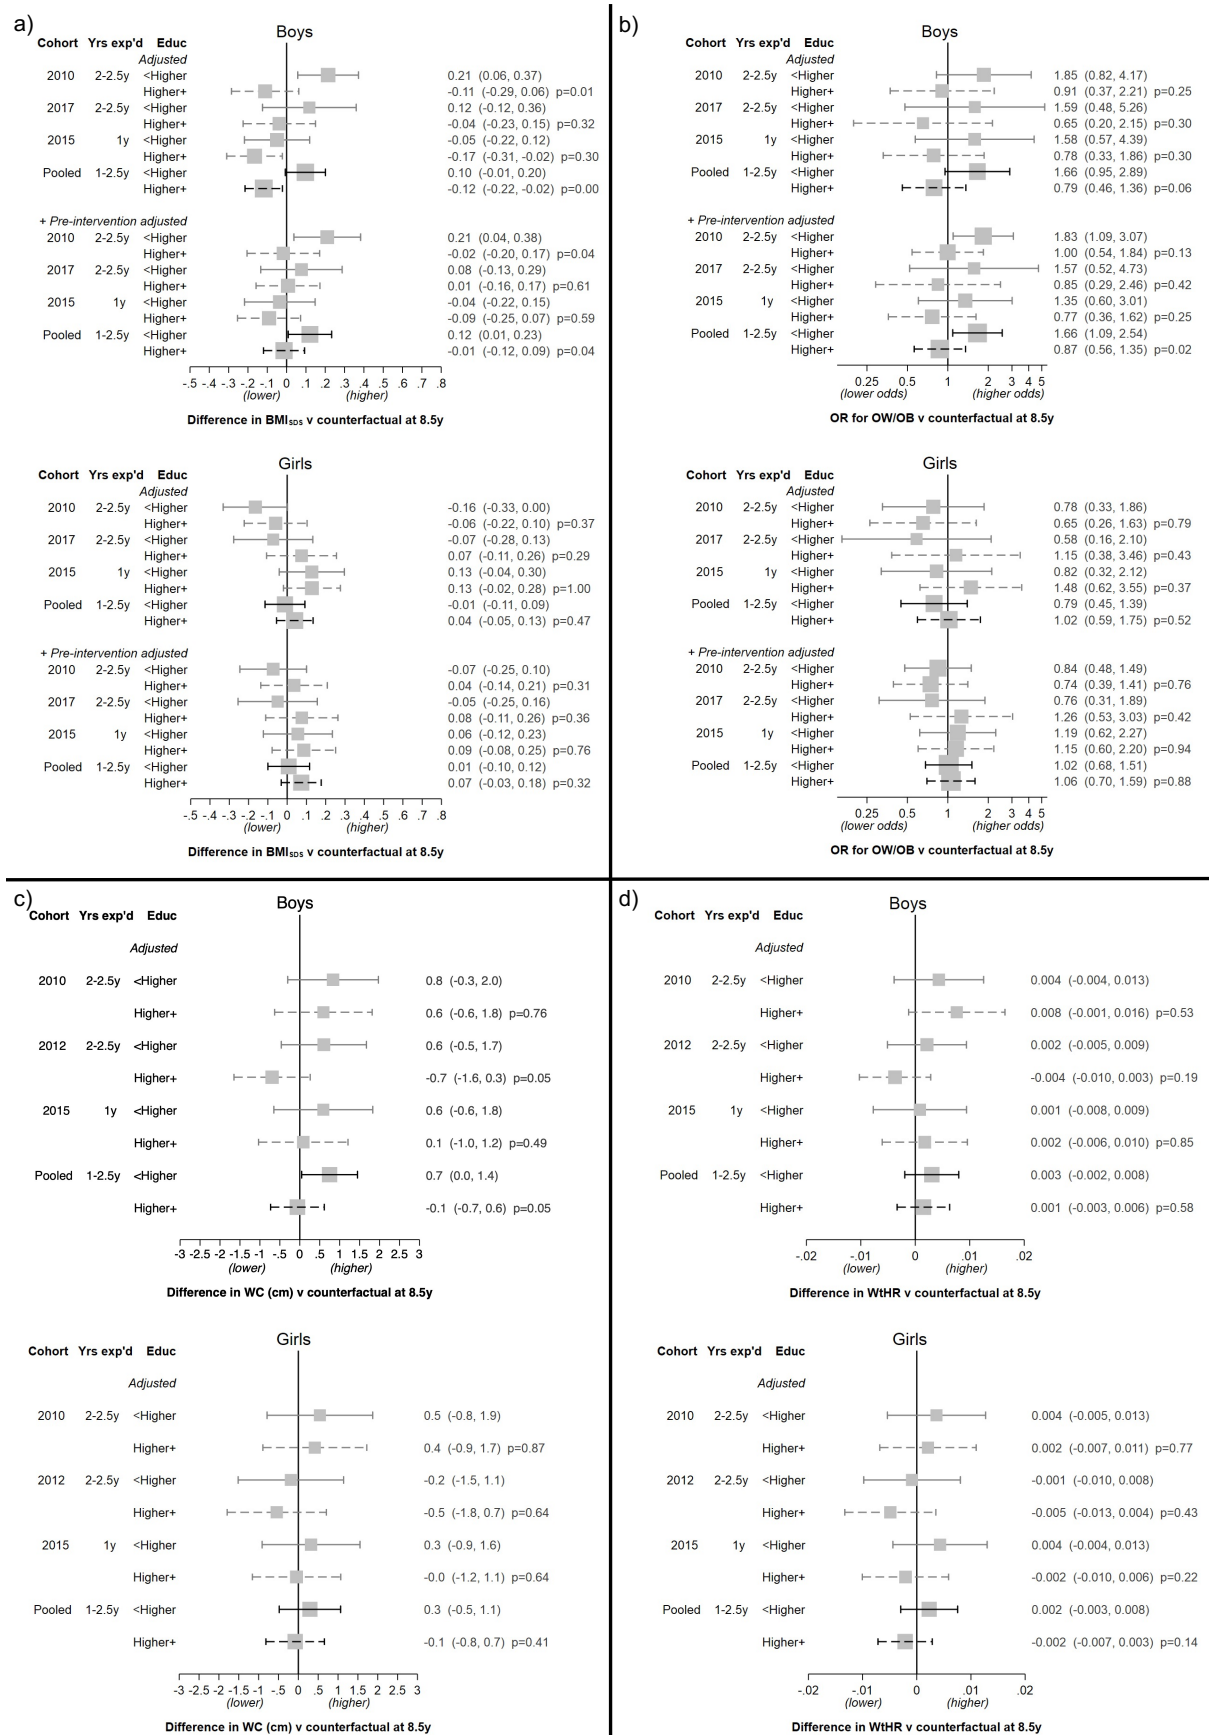 a)
Boys
Cohort Yrs exp'd Educ
Adjusted
2010 2-2.5y <Higher 0.21 (0.06, 0.37)
Higher+ -0.11 (-0.29, 0.06) p=0.01
2017 2-2.5y <Higher 0.12 (-0.12, 0.36)
Higher+ -0.04 (-0.23, 0.15) p=0.32
2015 1y <Higher -0.05 (-0.22, 0.12)
Higher+ -0.17 (-0.31, -0.02) p=0.30
Pooled 1-2.5y <Higher 0.10 (-0.01, 0.20)
Higher+ -0.12 (-0.22, -0.02) p=0.00
+ Pre-intervention adjusted
2010 2-2.5y <Higher 0.21 (0.04, 0.38)
Higher+ -0.02 (-0.20, 0.17) p=0.04
2017 2-2.5y <Higher 0.08 (-0.13, 0.29)
Higher+ 0.01 (-0.16, 0.17) p=0.61
2015 1y <Higher -0.04 (-0.22, 0.15)
Higher+ -0.09 (-0.25, 0.07) p=0.59
Pooled 1-2.5y <Higher 0.12 (0.01, 0.23)
Higher+ -0.01 (-0.12, 0.09) p=0.04
-.5 -.4 -.3 -.2 -.1 0 .1 .2 .3 .4 .5 .6 .7 .8
(lower) (higher)
Difference in BMISDS v counterfactual at 8.5y
Girls
Cohort Yrs exp'd Educ
Adjusted
2010 2-2.5y <Higher -0.16 (-0.33, 0.00)
Higher+ -0.06 (-0.22, 0.10) p=0.37
2017 2-2.5y <Higher -0.07 (-0.28, 0.13)
Higher+ 0.07 (-0.11, 0.26) p=0.29
2015 1y <Higher 0.13 (-0.04, 0.30)
Higher+ 0.13 (-0.02, 0.28) p=1.00
Pooled 1-2.5y <Higher -0.01 (-0.11, 0.09)
Higher+ 0.04 (-0.05, 0.13) p=0.47
+ Pre-intervention adjusted
2010 2-2.5y <Higher -0.07 (-0.25, 0.10)
Higher+ 0.04 (-0.14, 0.21) p=0.31
2017 2-2.5y <Higher -0.05 (-0.25, 0.16)
Higher+ 0.08 (-0.11, 0.26) p=0.36
2015 1y <Higher 0.06 (-0.12, 0.23)
Higher+ 0.09 (-0.08, 0.25) p=0.76
Pooled 1-2.5y <Higher 0.01 (-0.10, 0.12)
Higher+ 0.07 (-0.03, 0.18) p=0.32
-.5 -.4 -.3 -.2 -.1 0 .1 .2 .3 .4 .5 .6 .7 .8
(lower) (higher)
Difference in BMISDS v counterfactual at 8.5y
b)
Boys
Cohort Yrs exp'd Educ
Adjusted
2010 2-2.5y <Higher 1.85 (0.82, 4.17)
Higher+ 0.91 (0.37, 2.21) p=0.25
2017 2-2.5y <Higher 1.59 (0.48, 5.26)
Higher+ 0.65 (0.20, 2.15) p=0.30
2015 1y <Higher 1.58 (0.57, 4.39)
Higher+ 0.78 (0.33, 1.86) p=0.30
Pooled 1-2.5y <Higher 1.66 (0.95, 2.89)
Higher+ 0.79 (0.46, 1.36) p=0.06
+ Pre-intervention adjusted
2010 2-2.5y <Higher 1.83 (1.09, 3.07)
Higher+ 1.00 (0.54, 1.84) p=0.13
2017 2-2.5y <Higher 1.57 (0.52, 4.73)
Higher+ 0.85 (0.29, 2.46) p=0.42
2015 1y <Higher 1.35 (0.60, 3.01)
Higher+ 0.77 (0.36, 1.62) p=0.25
Pooled 1-2.5y <Higher 1.66 (1.09, 2.54)
Higher+ 0.87 (0.56, 1.35) p=0.02
0.25 0.5 1 2 3 4 5
(lower odds) (higher odds)
OR for OW/OB v counterfactual at 8.5y
Girls
Cohort Yrs exp'd Educ
Adjusted
2010 2-2.5y <Higher 0.78 (0.33, 1.86)
Higher+ 0.65 (0.26, 1.63) p=0.79
2017 2-2.5y <Higher 0.58 (0.16, 2.10)
Higher+ 1.15 (0.38, 3.46) p=0.43
2015 1y <Higher 0.82 (0.32, 2.12)
Higher+ 1.48 (0.62, 3.55) p=0.37
Pooled 1-2.5y <Higher 0.79 (0.45, 1.39)
Higher+ 1.02 (0.59, 1.75) p=0.52
+ Pre-intervention adjusted
2010 2-2.5y <Higher 0.84 (0.48, 1.49)
Higher+ 0.74 (0.39, 1.41) p=0.76
2017 2-2.5y <Higher 0.76 (0.31, 1.89)
Higher+ 1.26 (0.53, 3.03) p=0.42
2015 1y <Higher 1.19 (0.62, 2.27)
Higher+ 1.15 (0.60, 2.20) p=0.94
Pooled 1-2.5y <Higher 1.02 (0.68, 1.51)
Higher+ 1.06 (0.70, 1.59) p=0.88
0.25 0.5 1 2 3 4 5
(lower odds) (higher odds)
OR for OW/OB v counterfactual at 8.5y
c)
Boys
Cohort Yrs exp'd Educ
Adjusted
2010 2-2.5y <Higher 0.8 (-0.3, 2.0)
Higher+ 0.6 (-0.6, 1.8) p=0.76
2012 2-2.5y <Higher 0.6 (-0.5, 1.7)
Higher+ -0.7 (-1.6, 0.3) p=0.05
2015 1y <Higher 0.6 (-0.6, 1.8)
Higher+ 0.1 (-1.0, 1.2) p=0.49
Pooled 1-2.5y <Higher 0.7 (0.0, 1.4)
Higher+ -0.1 (-0.7, 0.6) p=0.05
-3 -2.5 -2 -1.5 -1 -.5 0 .5 1 1.5 2 2.5 3
(lower) (higher)
Difference in WC (cm) v counterfactual at 8.5y
Girls
Cohort Yrs exp'd Educ
Adjusted
2010 2-2.5y <Higher 0.5 (-0.8, 1.9)
Higher+ 0.4 (-0.9, 1.7) p=0.87
2012 2-2.5y <Higher -0.2 (-1.5, 1.1)
Higher+ -0.5 (-1.8, 0.7) p=0.64
2015 1y <Higher 0.3 (-0.9, 1.6)
Higher+ -0.0 (-1.2, 1.1) p=0.64
Pooled 1-2.5y <Higher 0.3 (-0.5, 1.1)
Higher+ -0.1 (-0.8, 0.7) p=0.41
-3 -2.5 -2 -1.5 -1 -.5 0 .5 1 1.5 2 2.5 3
(lower) (higher)
Difference in WC (cm) v counterfactual at 8.5y
d)
Boys
Cohort Yrs exp'd Educ
Adjusted
2010 2-2.5y <Higher 0.004 (-0.004, 0.013)
Higher+ 0.008 (-0.001, 0.016) p=0.53
2012 2-2.5y <Higher 0.002 (-0.005, 0.009)
Higher+ -0.004 (-0.010, 0.003) p=0.19
2015 1y <Higher 0.001 (-0.008, 0.009)
Higher+ 0.002 (-0.006, 0.010) p=0.85
Pooled 1-2.5y <Higher 0.003 (-0.002, 0.008)
Higher+ 0.001 (-0.003, 0.006) p=0.58
-.02 -.01 0 .01 .02
(lower) (higher)
Difference in WtHR v counterfactual at 8.5y
Girls
Cohort Yrs exp'd Educ
Adjusted
2010 2-2.5y <Higher 0.004 (-0.005, 0.013)
Higher+ 0.002 (-0.007, 0.011) p=0.77
2012 2-2.5y <Higher -0.001 (-0.010, 0.008)
Higher+ -0.005 (-0.013, 0.004) p=0.43
2015 1y <Higher 0.004 (-0.004, 0.013)
Higher+ -0.002 (-0.010, 0.006) p=0.22
Pooled 1-2.5y <Higher 0.002 (-0.003, 0.008)
Higher+ -0.002 (-0.007, 0.003) p=0.14
-.02 -.01 0 .01 .02
(lower) (higher)
Difference in WtHR v counterfactual at 8.5y